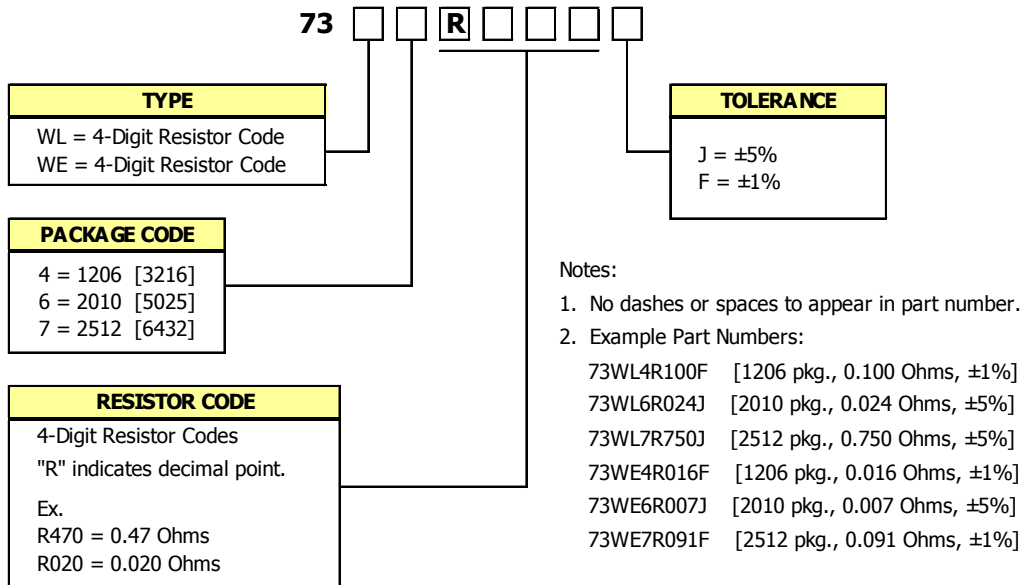 73 R
TYPE
WL = 4-Digit Resistor Code
WE = 4-Digit Resistor Code
TOLERANCE
J = ±5%
F = ±1%
PACKAGE CODE
4 = 1206 [3216]
6 = 2010 [5025]
7 = 2512 [6432]
RESISTOR CODE
4-Digit Resistor Codes
"R" indicates decimal point.
Ex.
R470 = 0.47 Ohms
R020 = 0.020 Ohms
Notes:
1. No dashes or spaces to appear in part number.
2. Example Part Numbers:
73WL4R100F [1206 pkg., 0.100 Ohms, ±1%]
73WL6R024J [2010 pkg., 0.024 Ohms, ±5%]
73WL7R750J [2512 pkg., 0.750 Ohms, ±5%]
73WE4R016F [1206 pkg., 0.016 Ohms, ±1%]
73WE6R007J [2010 pkg., 0.007 Ohms, ±5%]
73WE7R091F [2512 pkg., 0.091 Ohms, ±1%]